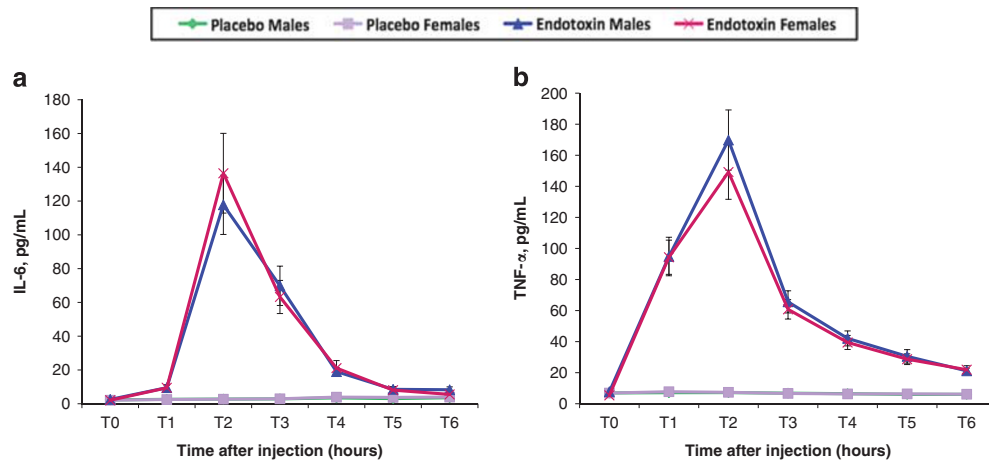 Placebo Males Placebo Females Endotoxin Males Endotoxin Females
a
180
160
140
120
100
80
60
40
20
0
IL-6, pg/mL
T0 T1 T2 T3 T4 T5 T6
Time after injection (hours)
b
200
180
160
140
120
100
80
60
40
20
0
TNF-α, pg/mL
T0 T1 T2 T3 T4 T5 T6
Time after injection (hours)